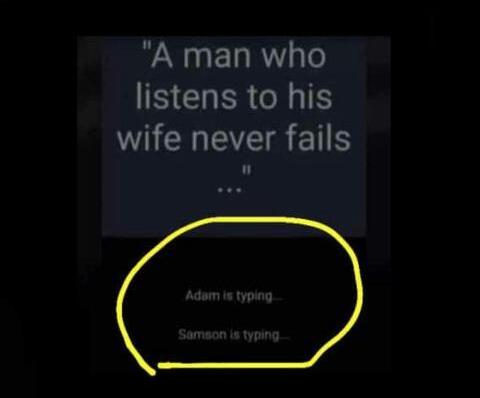 "A man who
listens to his
wife never fails
..."
Adam is typing...
Samson is typing...